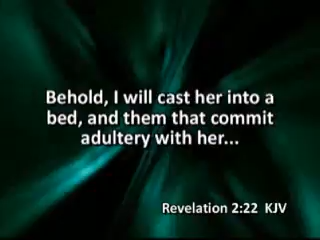 Behold, I will cast her into a
bed, and them that commit
adultery with her...
Revelation 2:22 KJV